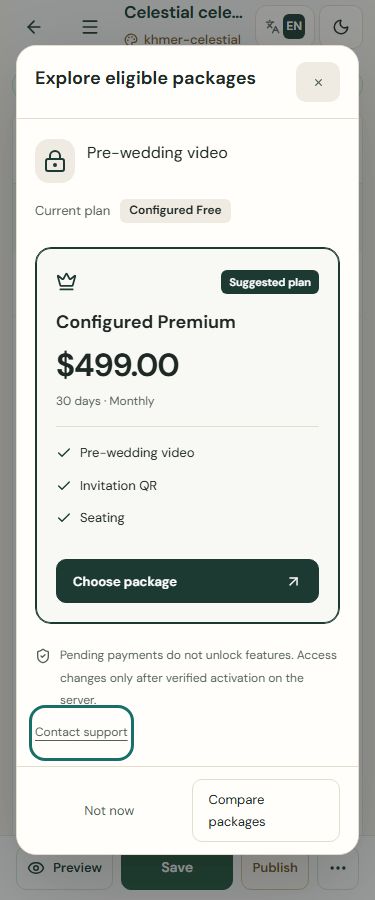 Celestial cele...
khmer-celestial
EN
Explore eligible packages
×
Pre-wedding video
Current plan Configured Free
Suggested plan
Configured Premium
$499.00
30 days · Monthly
Pre-wedding video
Invitation QR
Seating
Choose package
Pending payments do not unlock features. Access
changes only after verified activation on the
server.
Contact support
Not now
Compare
packages
Preview
Save
Publish